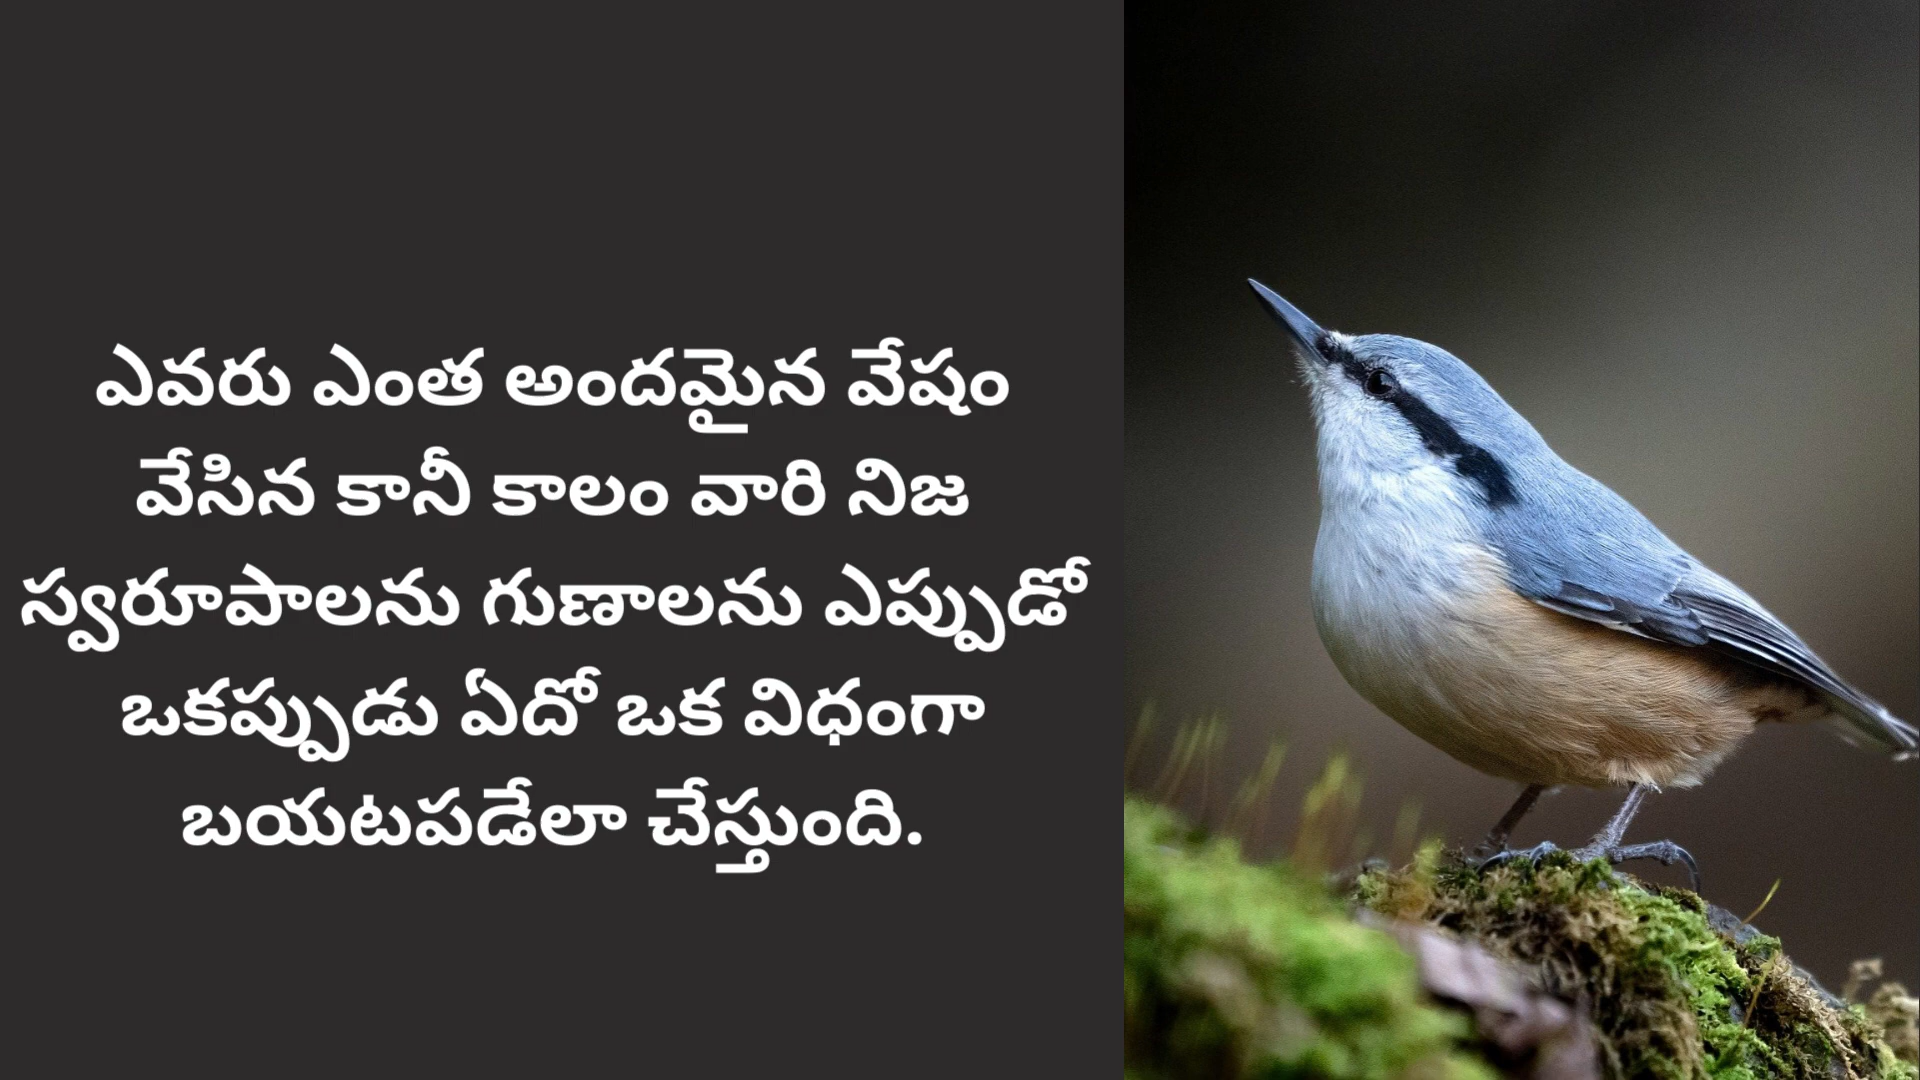 ఎవరు ఎంత అందమైన వేషం
వేసిన కానీ కాలం వారి నిజ
స్వరూపాలను గుణాలను ఎప్పుడో
ఒకప్పుడు ఏదో ఒక విధంగా
బయటపడేలా చేస్తుంది.